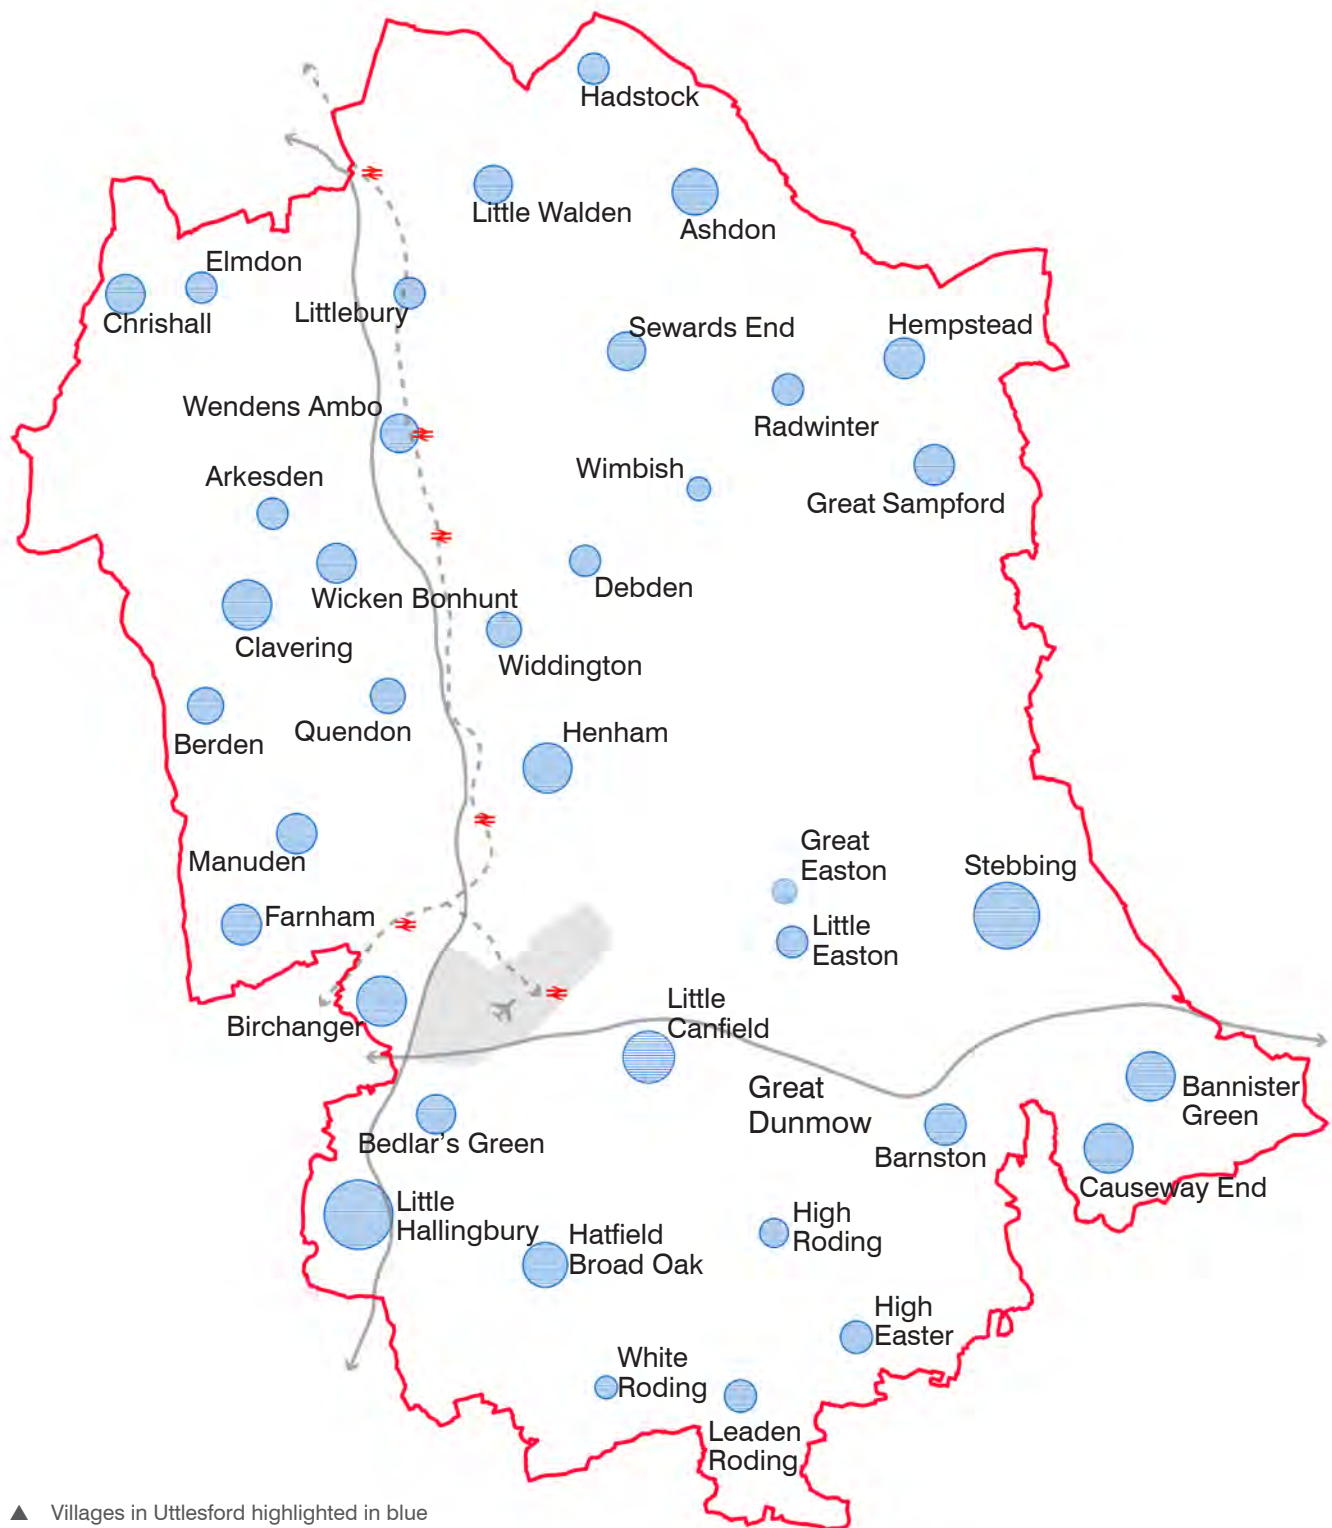 Hadstock
Little Walden
Ashdon
Elmdon
Chrishall
Littlebury
Sewards End
Hempstead
Wendens Ambo
Radwinter
Arkesden
Wimbish
Great Sampford
Wicken Bonhunt
Debden
Clavering
Widdington
Berden
Quendon
Henham
Manuden
Great
Easton
Stebbing
Farnham
Little
Easton
Birchanger
Little
Canfield
Great
Dunmow
Bannister
Green
Bedlar's Green
Barnston
Causeway End
Little
Hallingbury
Hatfield
Broad Oak
High
Roding
High
Easter
White
Roding
Leaden
Roding
▲ Villages in Uttlesford highlighted in blue